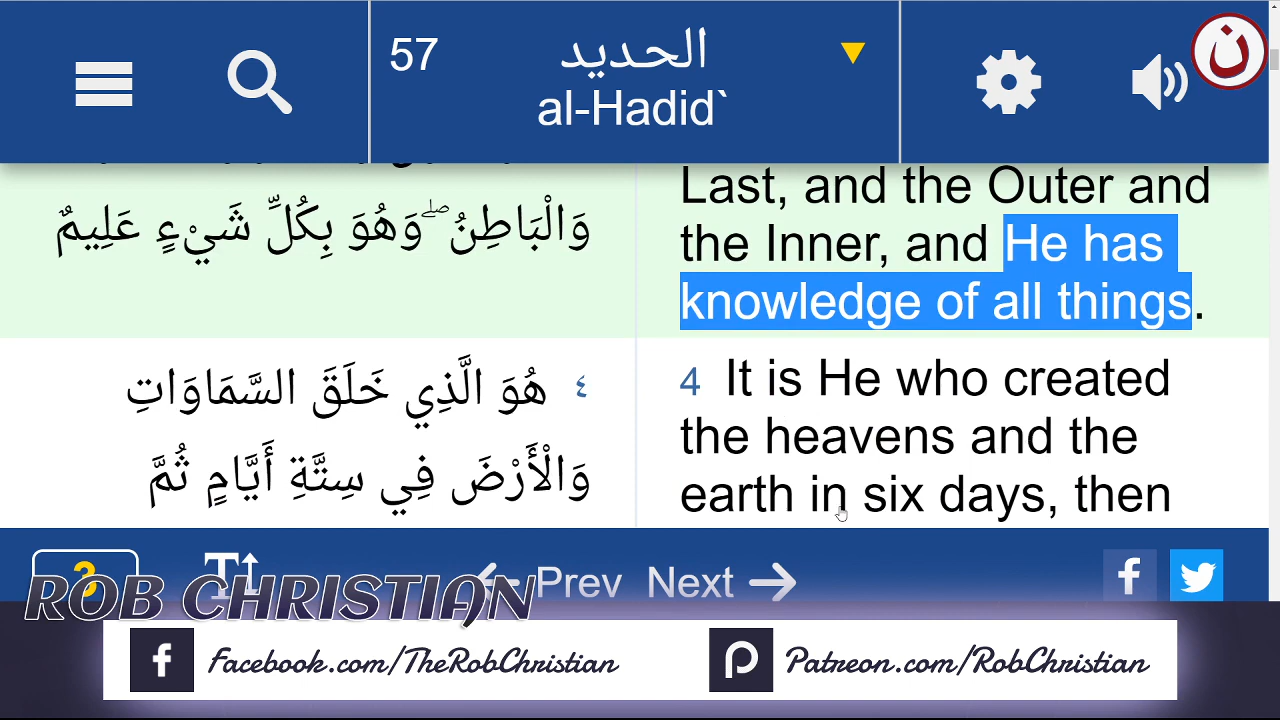 57
الحديد
al-Hadid`
ن
وَالْبَاطِنُ ۖ وَهُوَ بِكُلِّ شَيْءٍ عَلِيمٌ
Last, and the Outer and
the Inner, and He has
knowledge of all things.
٤ هُوَ الَّذِي خَلَقَ السَّمَاوَاتِ
وَالْأَرْضَ فِي سِتَّةِ أَيَّامٍ ثُمَّ
4 It is He who created
the heavens and the
earth in six days, then
3
T
Prev Next
ROB CHRISTIAN
Facebook.com/TheRobChristian
Patreon.com/RobChristian